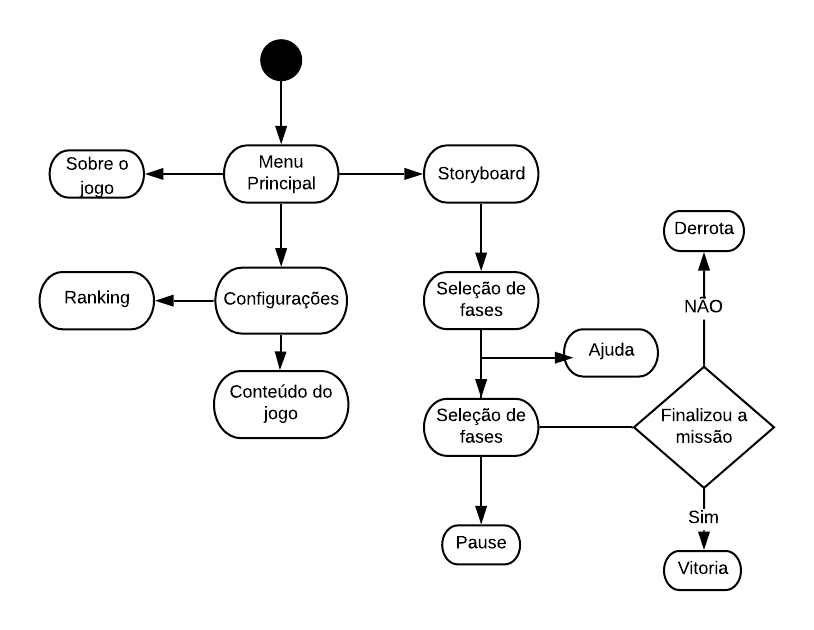 Sobre o
jogo
Menu
Principal
Storyboard
Derrota
Ranking
Configurações
Seleção de
fases
NÃO
Ajuda
Conteúdo do
jogo
Seleção de
fases
Finalizou a
missão
Sim
Pause
Vitoria